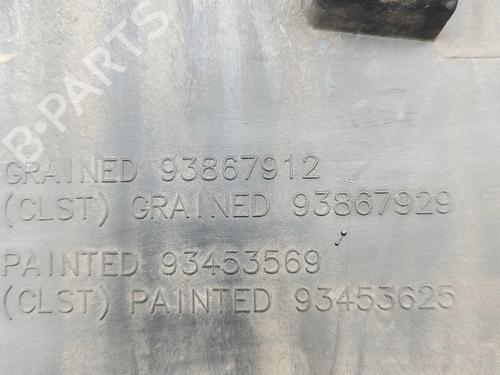 B-PARTS
GRAINED 93867912
(CLST) GRAINED 93867929
PAINTED 93453569
(CLST) PAINTED 93453625